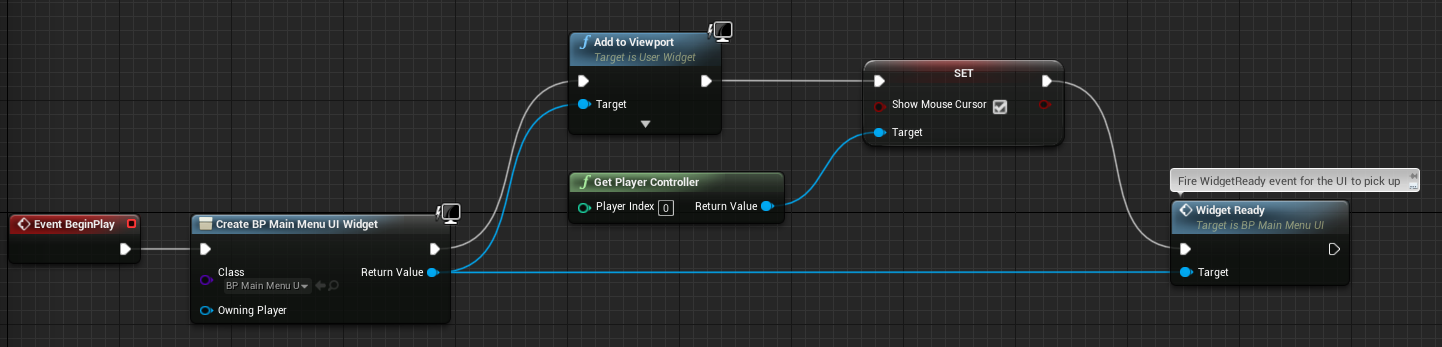 Event BeginPlay
Create BP Main Menu UI Widget
Class
BP Main Menu U
Return Value
Owning Player
Add to Viewport
Target is User Widget
Target
Get Player Controller
Player Index 0
Return Value
SET
Show Mouse Cursor
Target
Fire WidgetReady event for the UI to pick up
Widget Ready
Target is BP Main Menu UI
Target